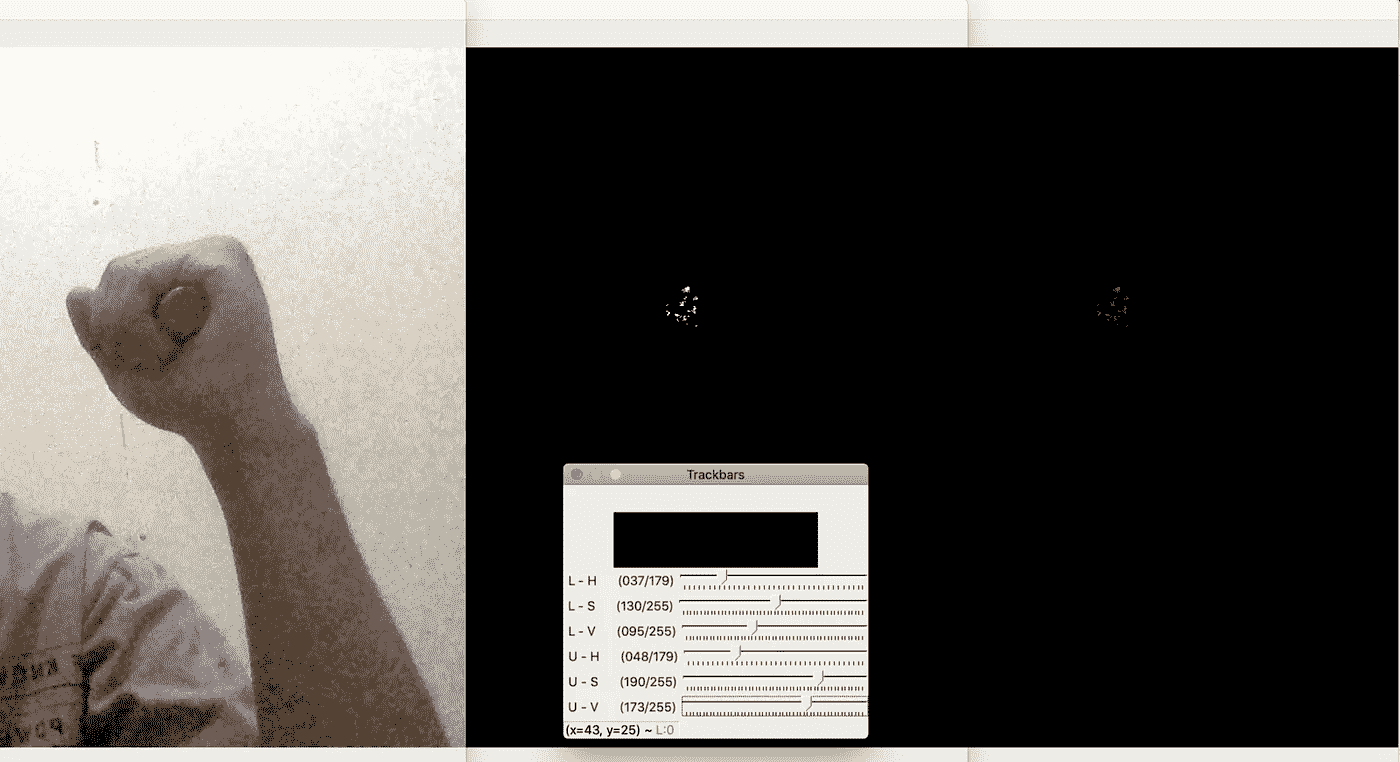 Trackbars
L - H (037/179)
L - S (130/255)
L - V (095/255)
U - H (048/179)
U - S (190/255)
U - V (173/255)
(x=43, y=25) ~ L:0